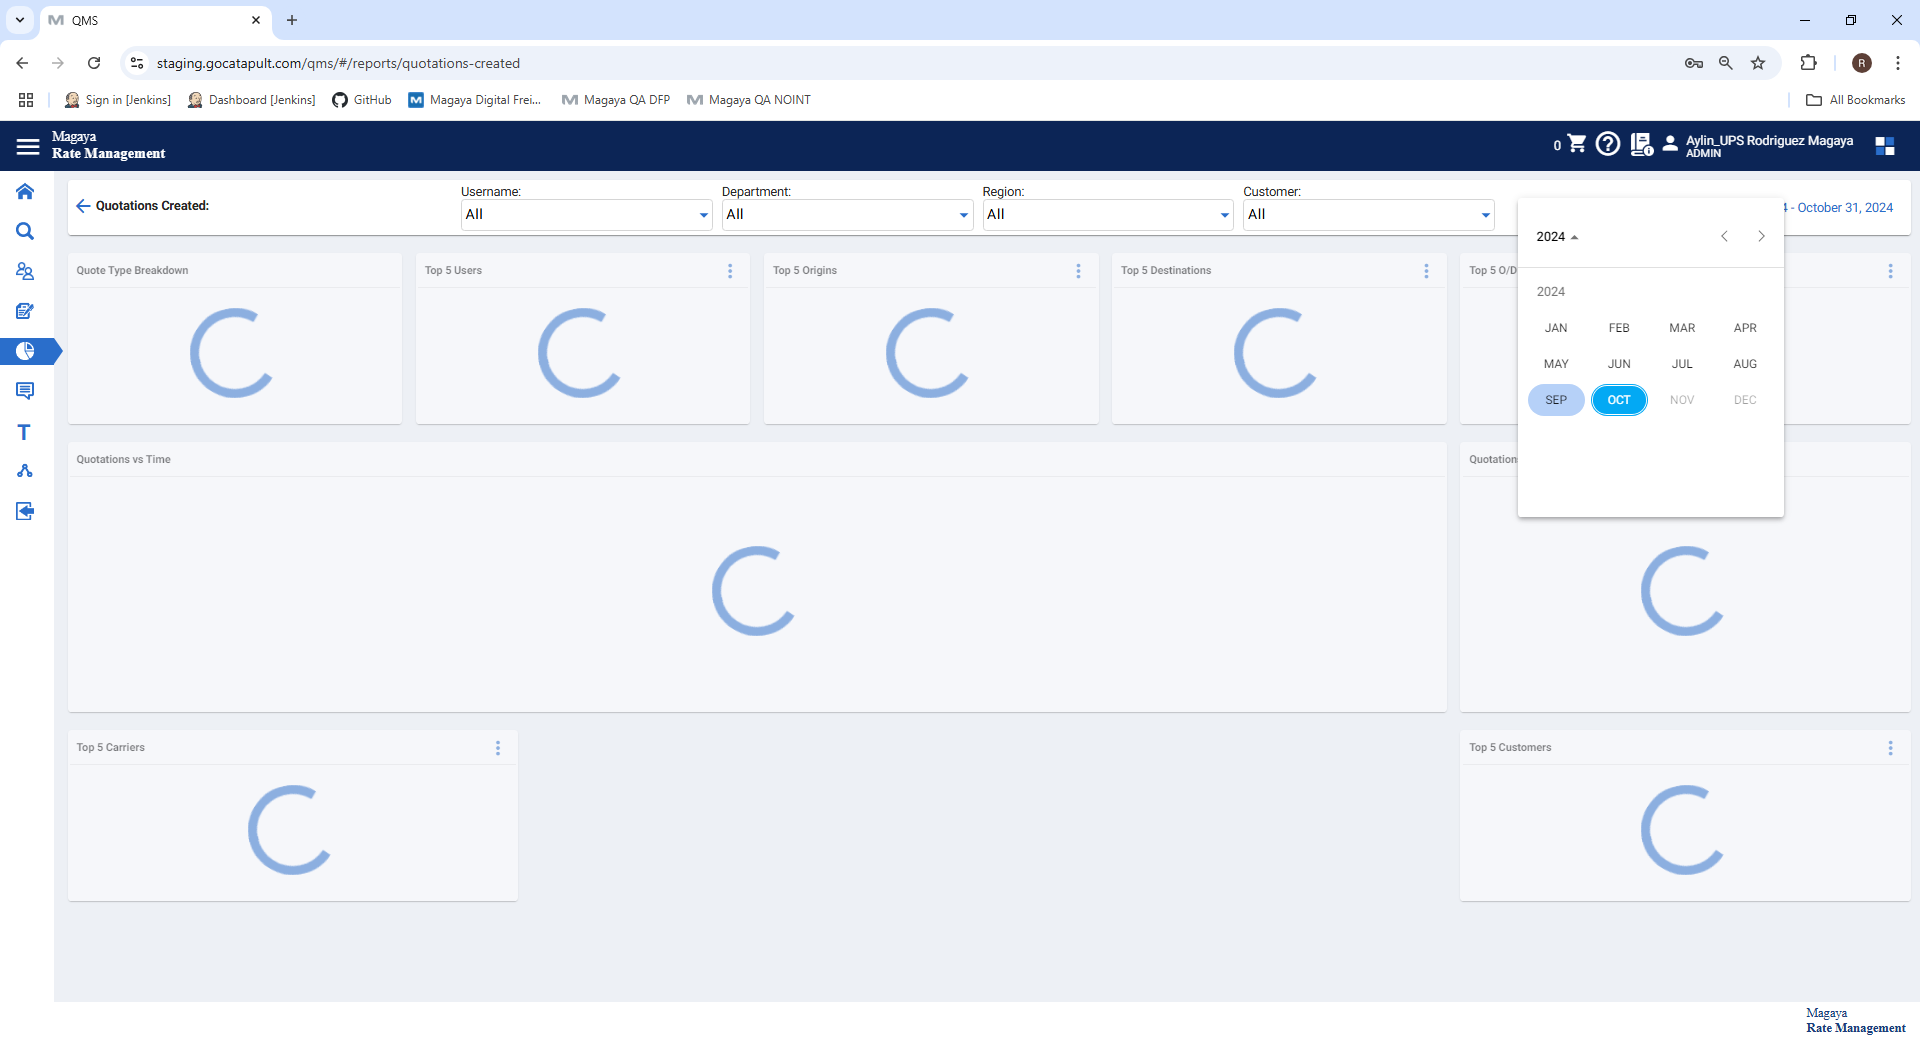 QMS
staging.gocatapult.com/qms/#/reports/quotations-created
R
Sign in [Jenkins]
Dashboard [Jenkins]
GitHub
Magaya Digital Frei...
Magaya QA DFP
Magaya QA NOINT
All Bookmarks
Magaya
Rate Management
0
Aylin_UPS Rodriguez Magaya
ADMIN
Quotations Created:
Username:
All
Department:
All
Region:
All
Customer:
All
4 - October 31, 2024
2024
2024
JAN FEB MAR APR
MAY JUN JUL AUG
SEP OCT NOV DEC
Quote Type Breakdown
Top 5 Users
Top 5 Origins
Top 5 Destinations
Top 5 O/D
Quotations vs Time
Quotations
Top 5 Carriers
Top 5 Customers
T
Magaya
Rate Management